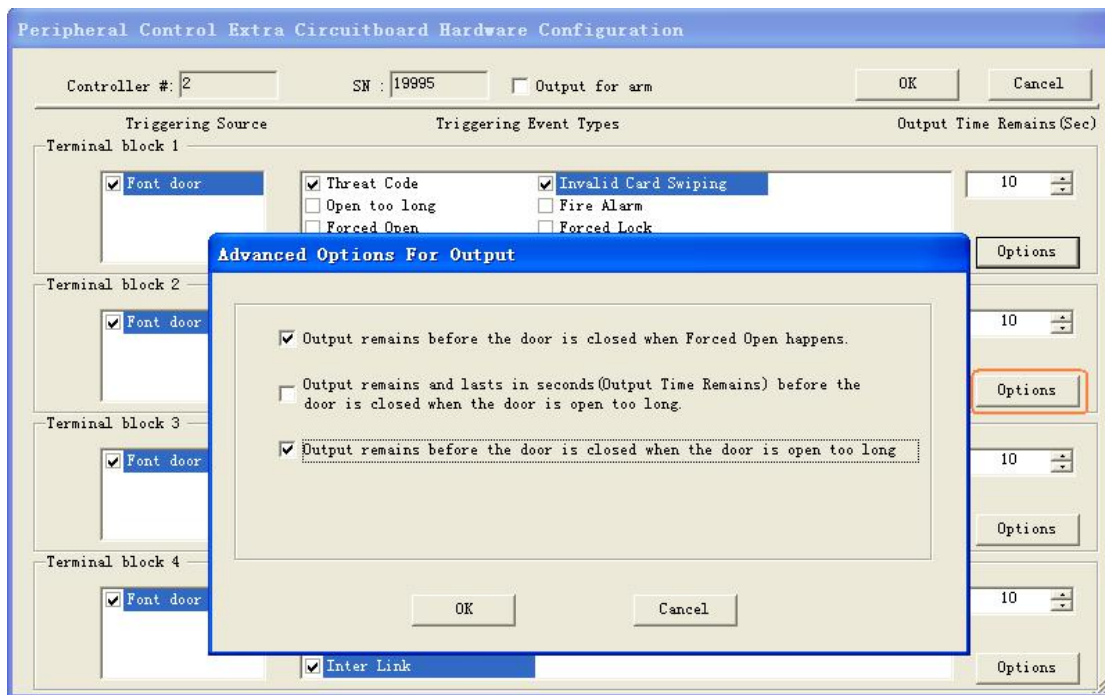 Peripheral Control Extra Circuitboard Hardware Configuration
Controller #: 2 SN : 19995 Output for arm OK Cancel
Triggering Source Triggering Event Types Output Time Remains(Sec)
Terminal block 1
Font door Threat Code Invalid Card Swiping 10
Open too long Fire Alarm
Forced Open Forced Lock
Options
Advanced Options For Output
Terminal block 2
Font door 10
Output remains before the door is closed when Forced Open happens.
Output remains and lasts in seconds(Output Time Remains) before the
door is closed when the door is open too long.
Options
Terminal block 3
Output remains before the door is closed when the door is open too long
Font door 10
Options
Terminal block 4
Font door 10
OK Cancel
Inter Link Options